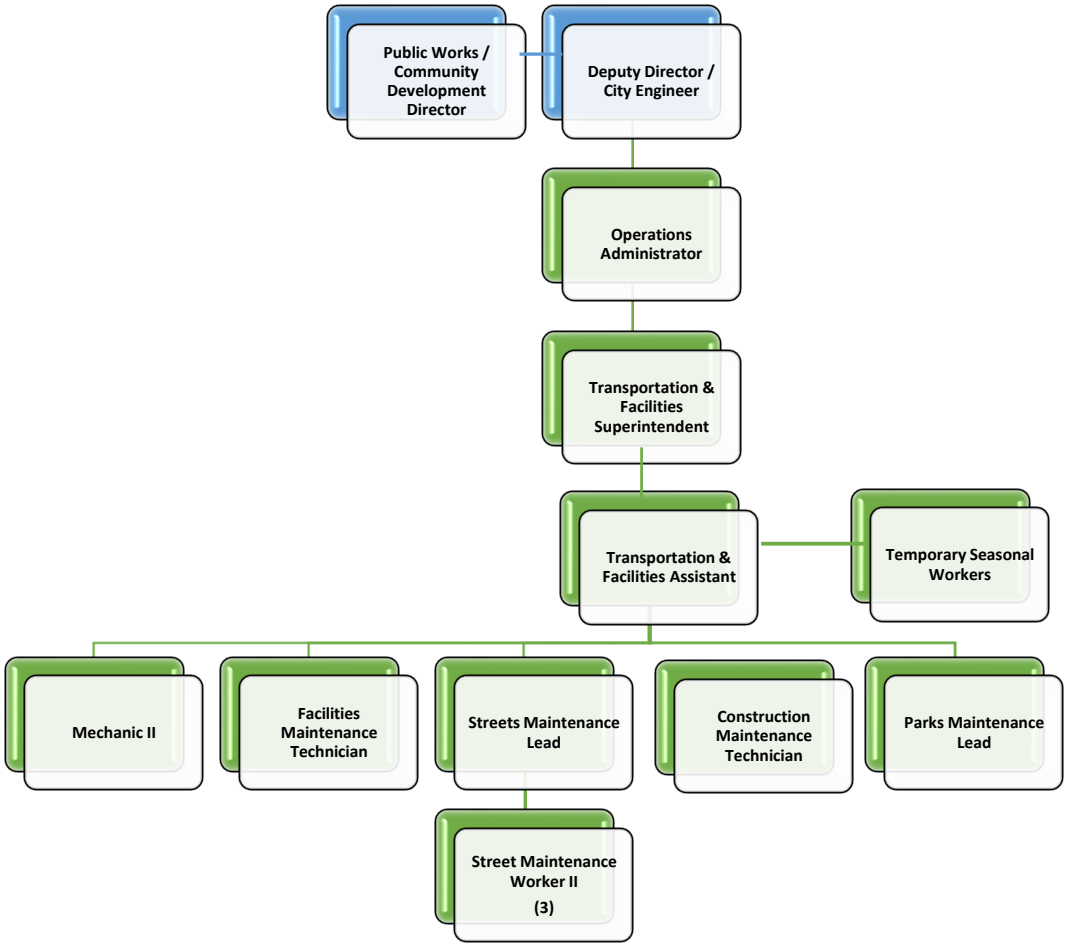 Public Works /
Community
Development
Director
Deputy Director /
City Engineer
Operations
Administrator
Transportation &
Facilities
Superintendent
Transportation &
Facilities Assistant
Temporary Seasonal
Workers
Mechanic II
Facilities
Maintenance
Technician
Streets Maintenance
Lead
Construction
Maintenance
Technician
Parks Maintenance
Lead
Street Maintenance
Worker II
(3)